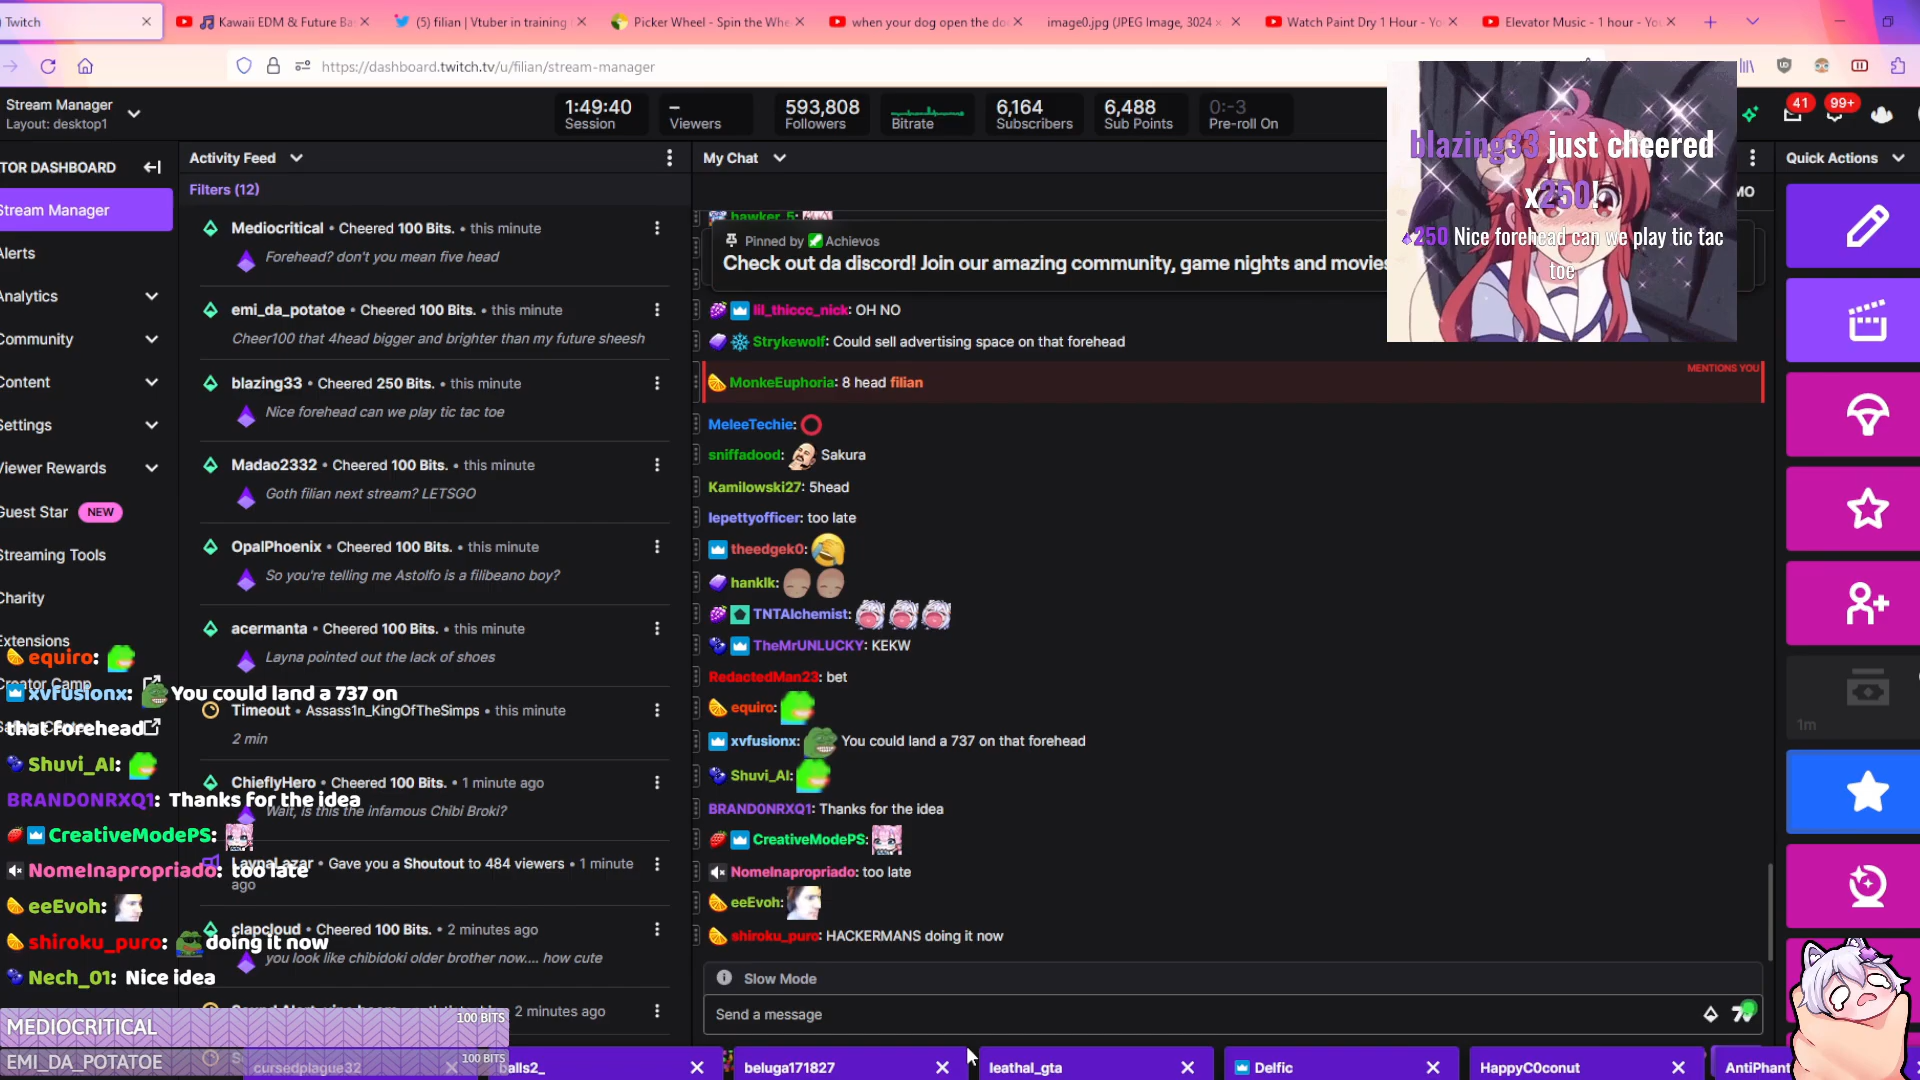 Twitch
Kawaii EDM & Future Ba
(5) filian | Vtuber in training
Picker Wheel - Spin the Whe
when your dog open the do
image0.jpg (JPEG Image, 3024 ×
Watch Paint Dry 1 Hour - Yo
Elevator Music - 1 hour - Yo
https://dashboard.twitch.tv/u/filian/stream-manager
Stream Manager
Layout: desktop1
1:49:40
Session
–
Viewers
593,808
Followers
Bitrate
6,164
Subscribers
6,488
Sub Points
0:-3
Pre-roll On
41
99+
TOR DASHBOARD
Stream Manager
Alerts
Analytics
Community
Content
Settings
Viewer Rewards
Guest Star NEW
Streaming Tools
Charity
Extensions
Creator Camp
Activity Feed
Filters (12)
Mediocritical • Cheered 100 Bits. • this minute
Forehead? don't you mean five head
emi_da_potatoe • Cheered 100 Bits. • this minute
Cheer100 that 4head bigger and brighter than my future sheesh
blazing33 • Cheered 250 Bits. • this minute
Nice forehead can we play tic tac toe
Madao2332 • Cheered 100 Bits. • this minute
Goth filian next stream? LETSGO
OpalPhoenix • Cheered 100 Bits. • this minute
So you're telling me Astolfo is a filibeano boy?
acermanta • Cheered 100 Bits. • this minute
Layna pointed out the lack of shoes
Timeout • Assass1n_KingOfTheSimps • this minute
2 min
ChieflyHero • Cheered 100 Bits. • 1 minute ago
Wait, is this the infamous Chibi Broki?
LaynaLazar • Gave you a Shoutout to 484 viewers • 1 minute
ago
clapcloud • Cheered 100 Bits. • 2 minutes ago
you look like chibidoki older brother now.... how cute
2 minutes ago
equiro:
xvfusionx: You could land a 737 on
that forehead
Shuvi_AI:
BRAND0NRXQ1: Thanks for the idea
CreativeModePS:
NomeInapropriado: too late
eeEvoh:
shiroku_puro: doing it now
Nech_01: Nice idea
MEDIOCRITICAL 100 BITS
EMI_DA_POTATOE 100 BITS
My Chat
hawker_5:
Pinned by Achievos
Check out da discord! Join our amazing community, game nights and movies
lil_thiccc_nick: OH NO
Strykewolf: Could sell advertising space on that forehead
MENTIONS YOU
MonkeEuphoria: 8 head filian
MeleeTechie:
sniffadood: Sakura
Kamilowski27: 5head
lepettyofficer: too late
theedgek0:
hanklk:
TNTAlchemist:
TheMrUNLUCKY: KEKW
RedactedMan23: bet
equiro:
xvfusionx: You could land a 737 on that forehead
Shuvi_AI:
BRAND0NRXQ1: Thanks for the idea
CreativeModePS:
NomeInapropriado: too late
eeEvoh:
shiroku_puro: HACKERMANS doing it now
Slow Mode
Send a message
blazing33 just cheered
x250!
250 Nice forehead can we play tic tac
toe
Quick Actions
1m
cursedplague32
balls2_
beluga171827
leathal_gta
Delfic
HappyC0conut
AntiPhant